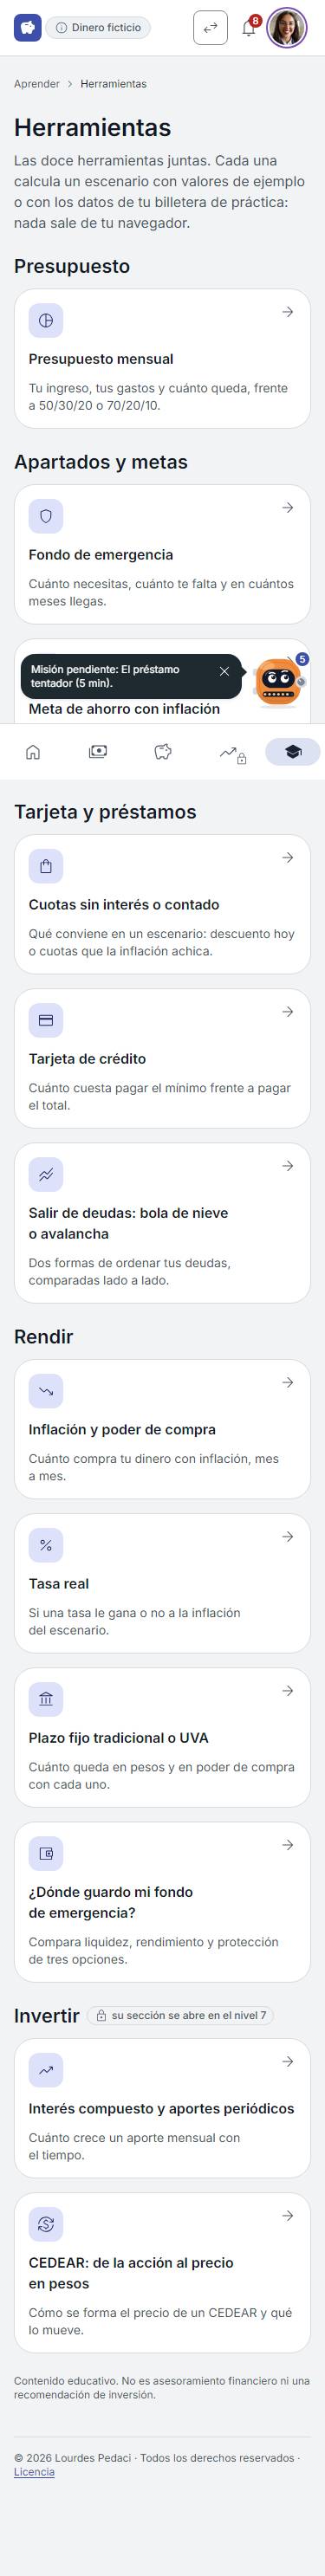 Dinero ficticio
8
Aprender > Herramientas
Herramientas
Las doce herramientas juntas. Cada una
calcula un escenario con valores de ejemplo
o con los datos de tu billetera de práctica:
nada sale de tu navegador.
Presupuesto
Presupuesto mensual
Tu ingreso, tus gastos y cuánto queda, frente
a 50/30/20 o 70/20/10.
Apartados y metas
Fondo de emergencia
Cuánto necesitas, cuánto te falta y en cuántos
meses llegas.
Misión pendiente: El préstamo
tentador (5 min).
5
Meta de ahorro con inflación
Tarjeta y préstamos
Cuotas sin interés o contado
Qué conviene en un escenario: descuento hoy
o cuotas que la inflación achica.
Tarjeta de crédito
Cuánto cuesta pagar el mínimo frente a pagar
el total.
Salir de deudas: bola de nieve
o avalancha
Dos formas de ordenar tus deudas,
comparadas lado a lado.
Rendir
Inflación y poder de compra
Cuánto compra tu dinero con inflación, mes
a mes.
Tasa real
Si una tasa le gana o no a la inflación
del escenario.
Plazo fijo tradicional o UVA
Cuánto queda en pesos y en poder de compra
con cada uno.
¿Dónde guardo mi fondo
de emergencia?
Compara liquidez, rendimiento y protección
de tres opciones.
Invertir su sección se abre en el nivel 7
Interés compuesto y aportes periódicos
Cuánto crece un aporte mensual con
el tiempo.
CEDEAR: de la acción al precio
en pesos
Cómo se forma el precio de un CEDEAR y qué
lo mueve.
Contenido educativo. No es asesoramiento financiero ni una
recomendación de inversión.
© 2026 Lourdes Pedaci · Todos los derechos reservados ·
Licencia